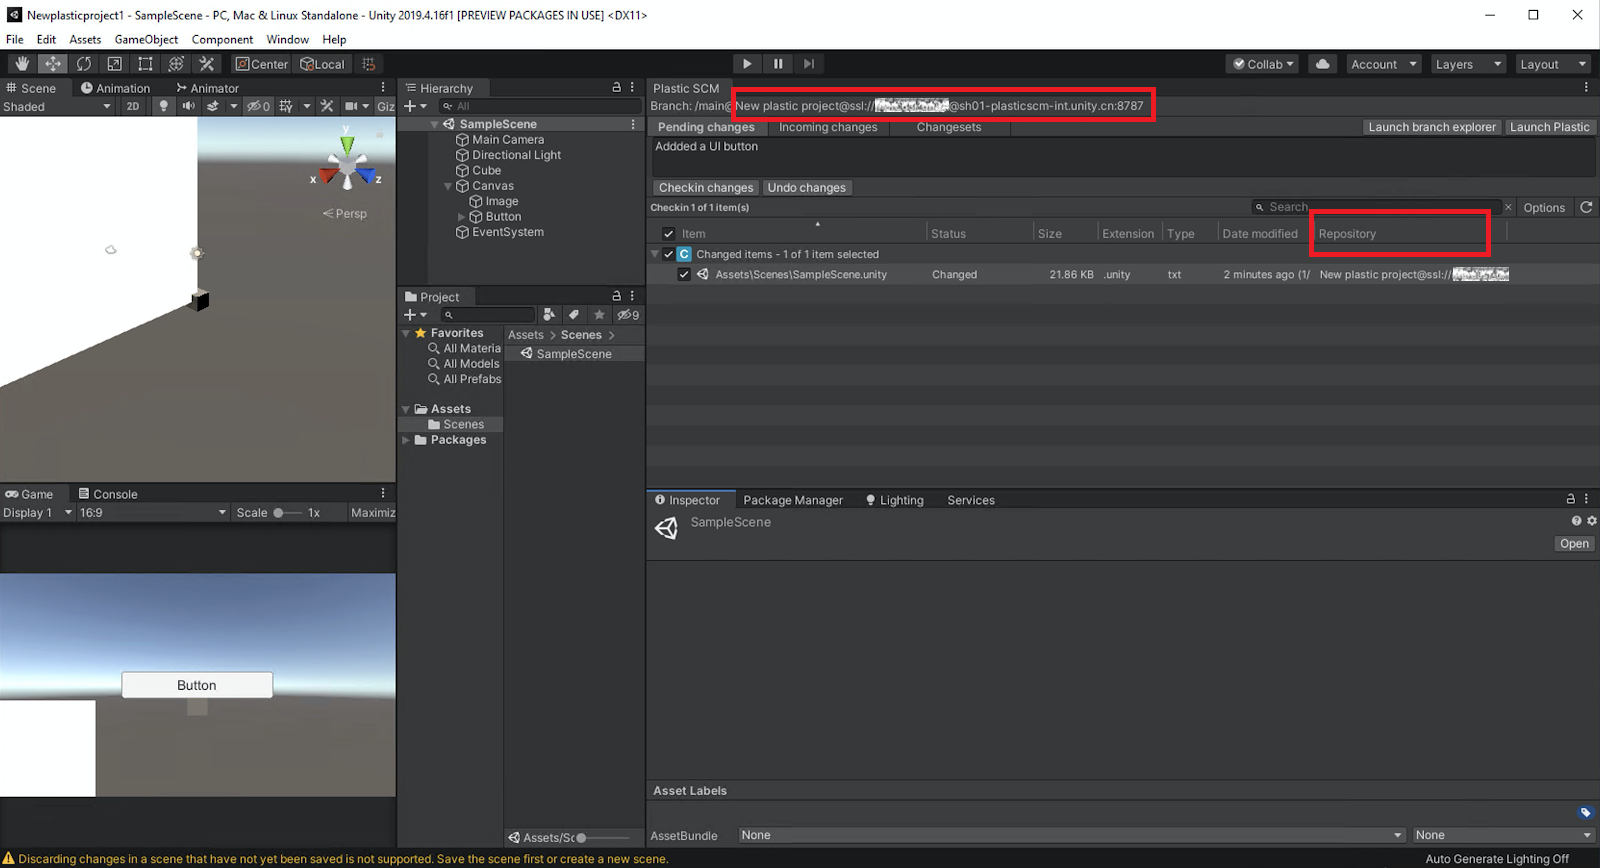 Newplasticproject1 - SampleScene - PC, Mac & Linux Standalone - Unity 2019.4.16f1 [PREVIEW PACKAGES IN USE] <DX11>
File Edit Assets GameObject Component Window Help
Center Local Collab Account Layers Layout
Scene Animation Animator
Shaded 2D 0 Giz
y
x z
Persp
Game Console
Display 1 16:9 Scale 1x Maximiz
Button
Hierarchy
All
SampleScene
Main Camera
Directional Light
Cube
Canvas
Image
Button
EventSystem
Project
9
Favorites
All Materia
All Models
All Prefabs
Assets
Scenes
Packages
Assets > Scenes >
SampleScene
Assets/Sc
Plastic SCM
Branch: /main@New plastic project@ssl:// @sh01-plasticscm-int.unity.cn:8787
Pending changes Incoming changes Changesets Launch branch explorer Launch Plastic
Addded a UI button
Checkin changes Undo changes
Checkin 1 of 1 item(s) Search Options
Item Status Size Extension Type Date modified Repository
C Changed items - 1 of 1 item selected
Assets\Scenes\SampleScene.unity Changed 21.86 KB .unity txt 2 minutes ago (1/ New plastic project@ssl://
Inspector Package Manager Lighting Services
SampleScene
Open
Asset Labels
AssetBundle None None
Discarding changes in a scene that have not yet been saved is not supported. Save the scene first or create a new scene.
Auto Generate Lighting Off